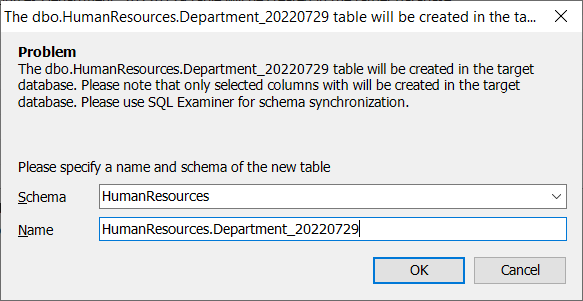 The dbo.HumanResources.Department_20220729 table will be created in the ta...
Problem
The dbo.HumanResources.Department_20220729 table will be created in the target
database. Please note that only selected columns with will be created in the target
database. Please use SQL Examiner for schema synchronization.
Please specify a name and schema of the new table
Schema HumanResources
Name HumanResources.Department_20220729
OK Cancel